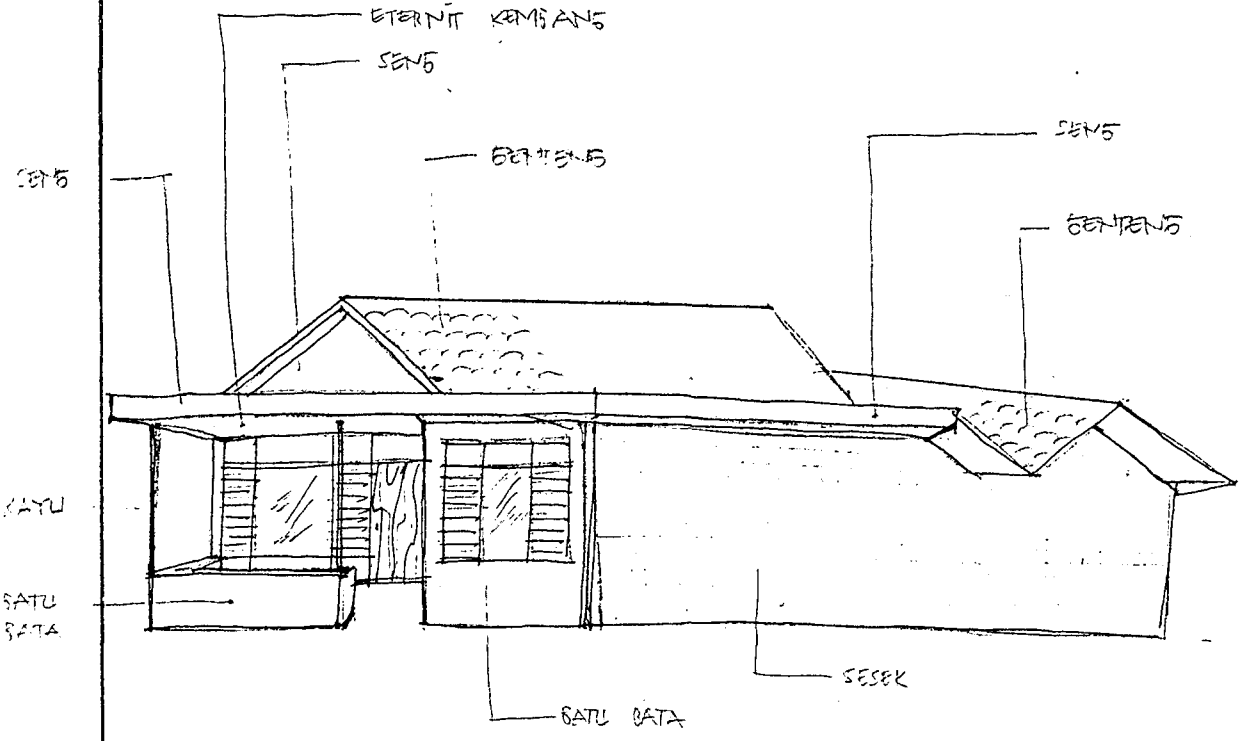 ETERNIT KEMBANG
SENG
GENTENG
SENG
SENG
GENTENG
KAYU
BATU
BATA
SESEK
BATU BATA